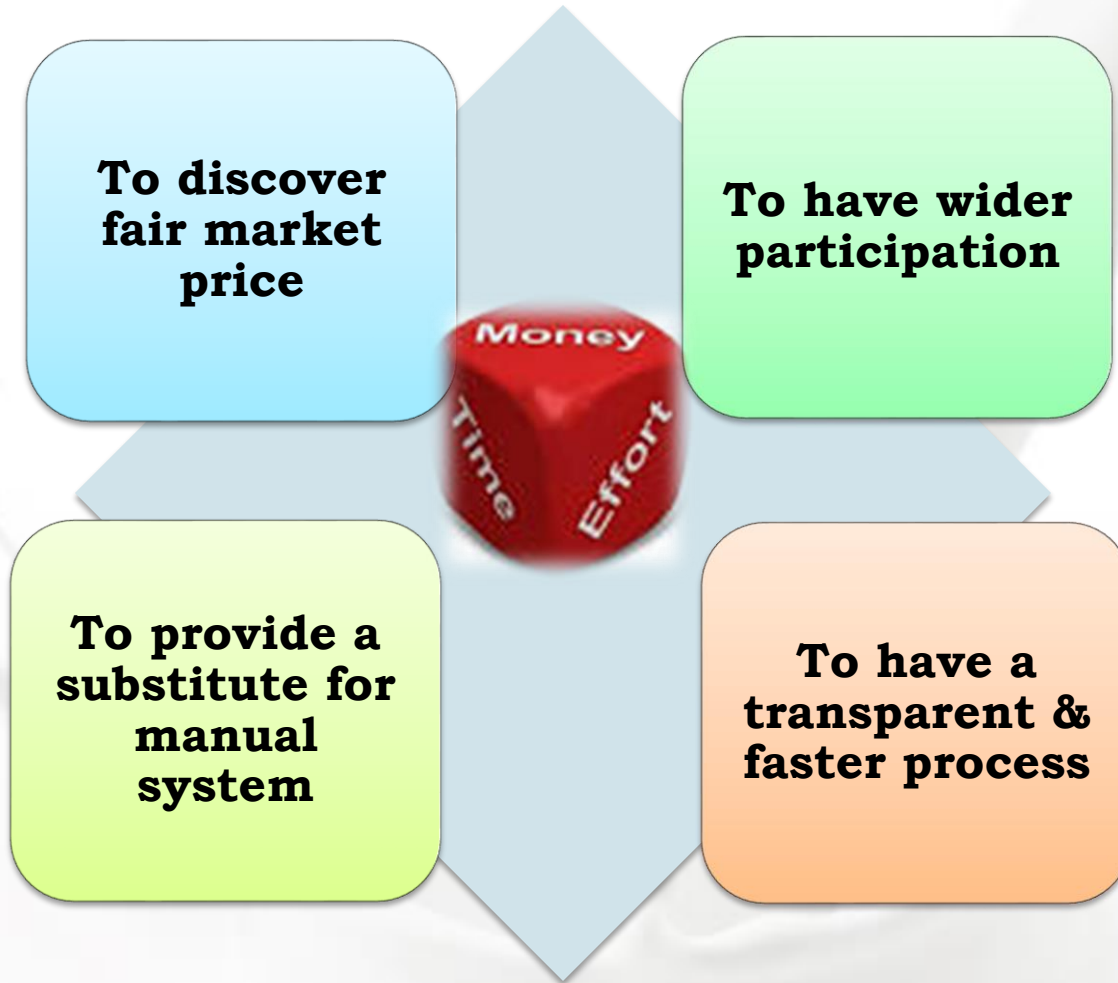 To discover
fair market
price
To have wider
participation
Money
Time
Effort
To provide a
substitute for
manual
system
To have a
transparent &
faster process